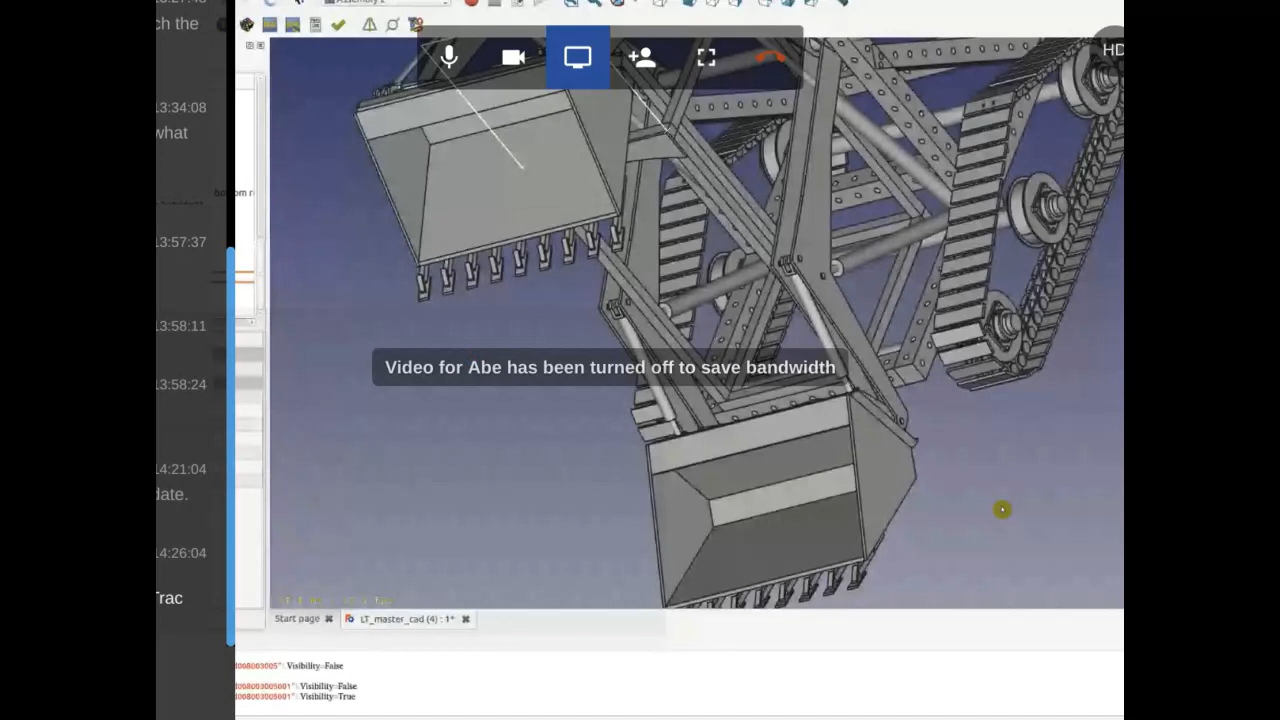 ch the
13:34:08
what
HD
13:57:37
13:58:11
Video for Abe has been turned off to save bandwidth
13:58:24
14:21:04
date.
14:26:04
Trac
Start page
LT_master_cad (4) : 1*
Visibility=False
Visibility=False
Visibility=True